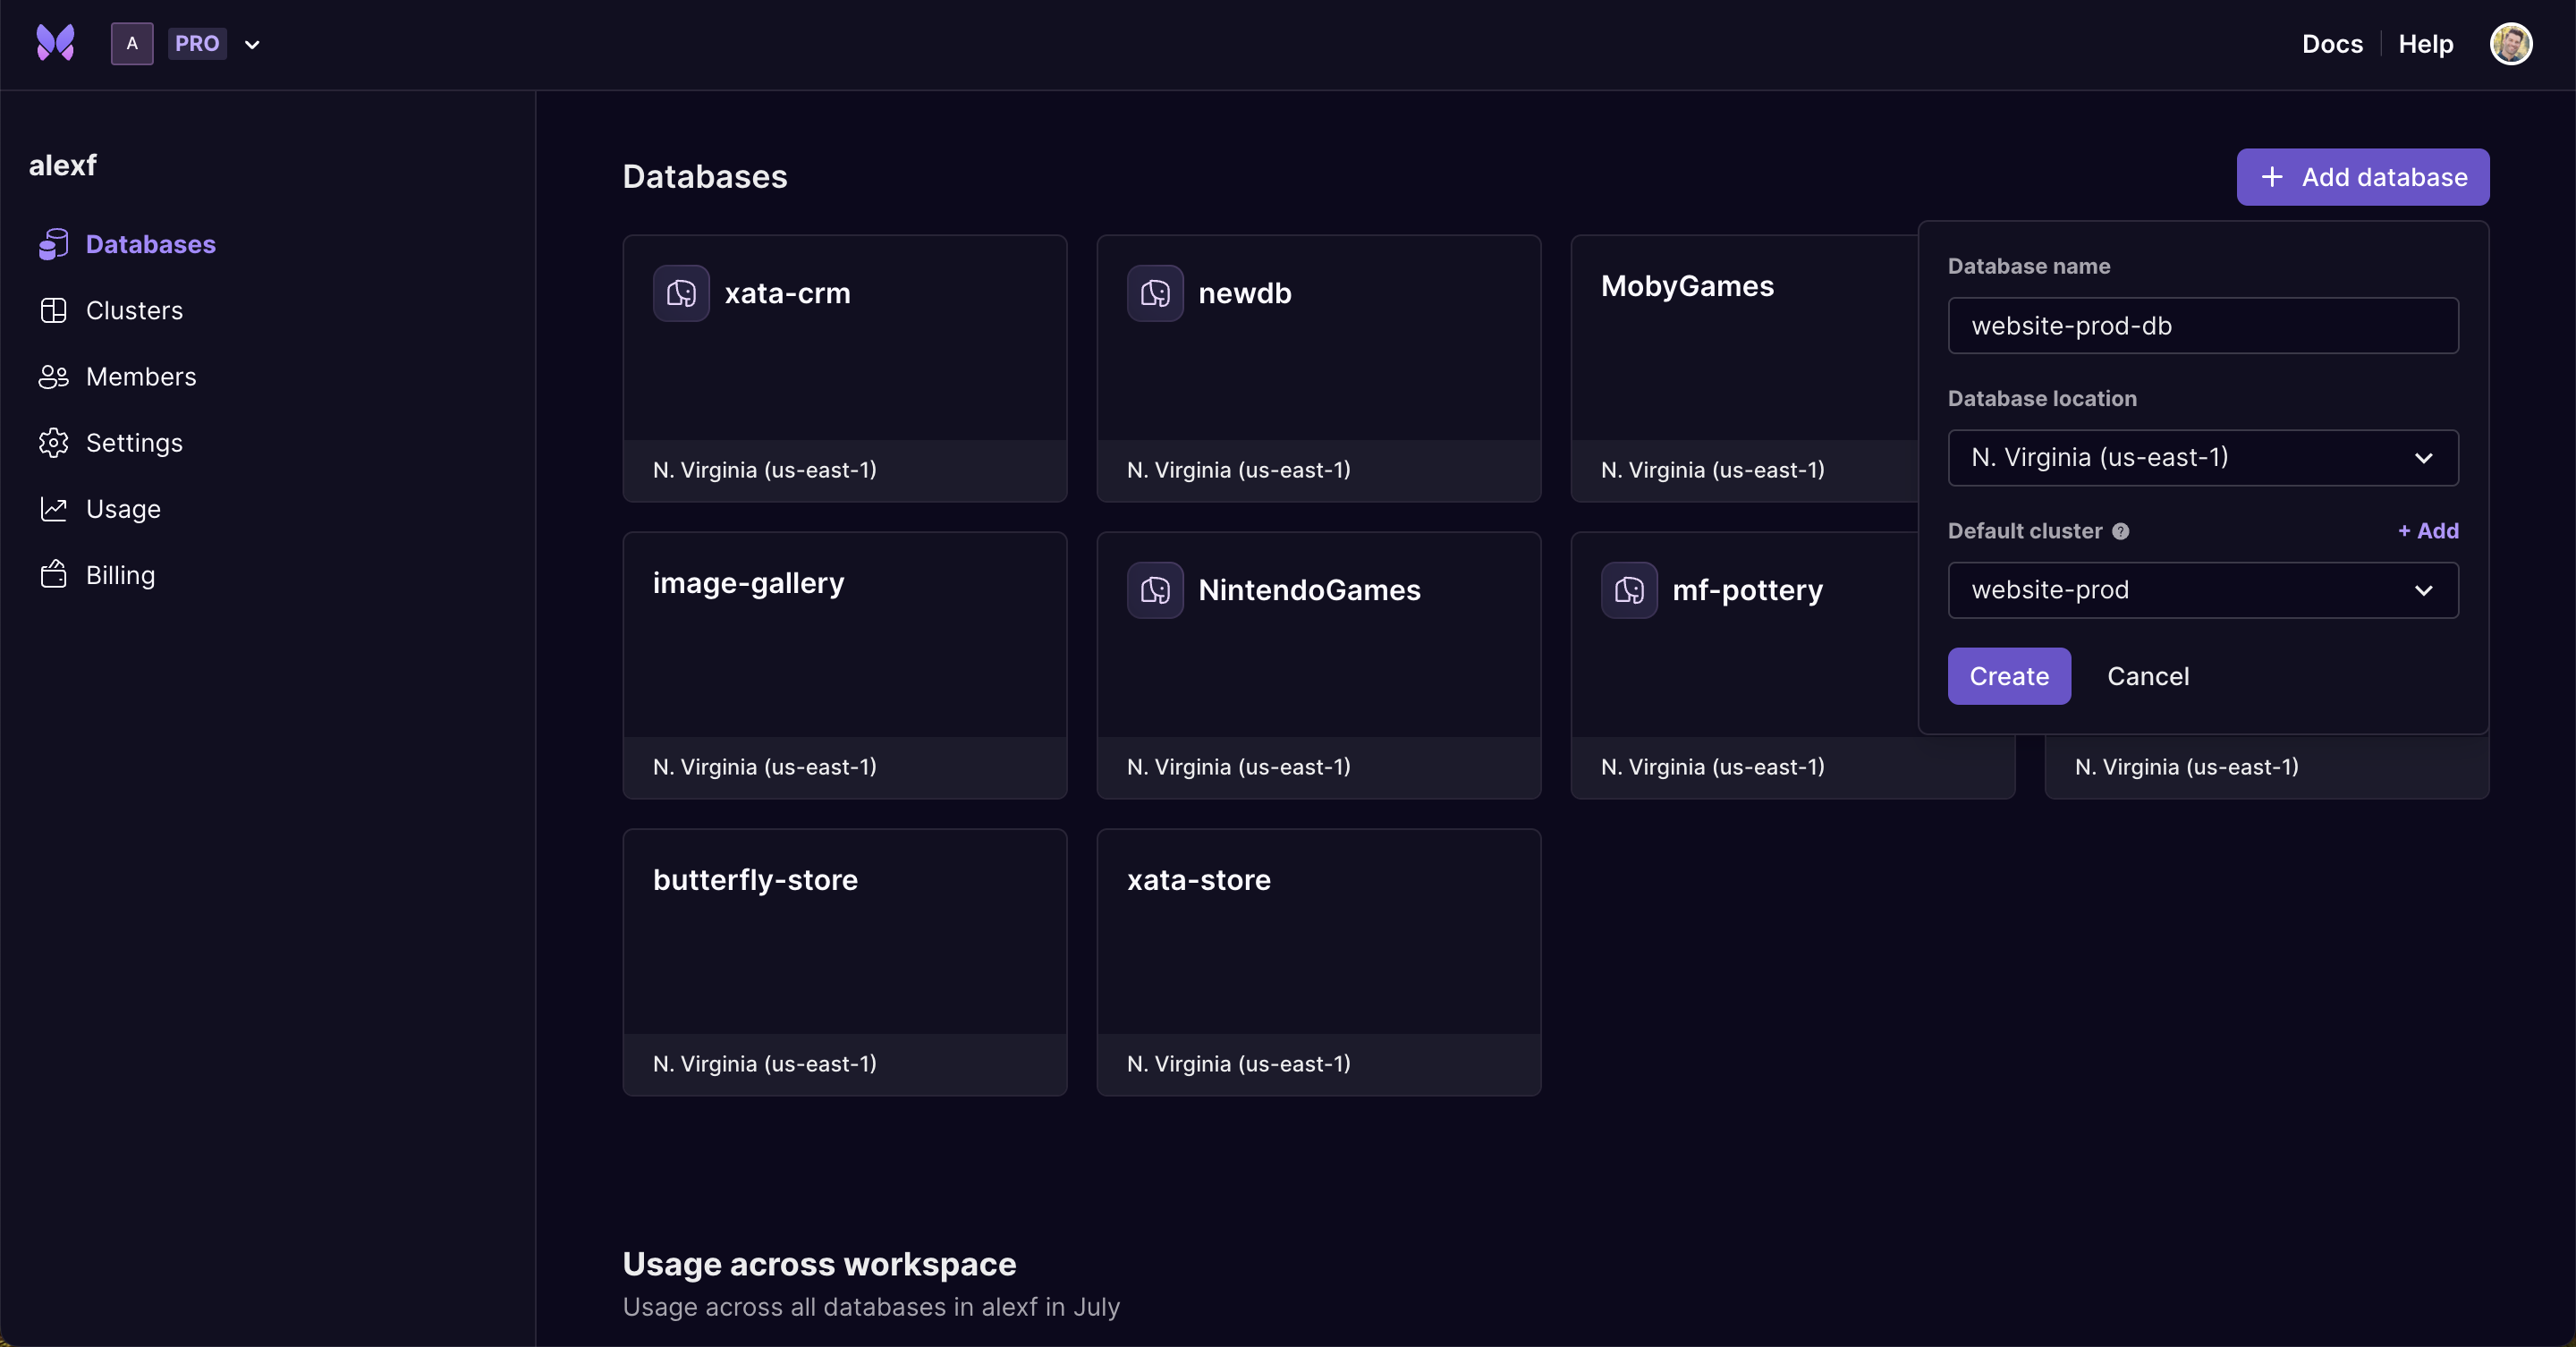 A PRO
Docs Help
alexf
Databases
Clusters
Members
Settings
Usage
Billing
Databases
+ Add database
xata-crm
N. Virginia (us-east-1)
newdb
N. Virginia (us-east-1)
MobyGames
N. Virginia (us-east-1)
Database name
website-prod-db
Database location
N. Virginia (us-east-1)
Default cluster ? + Add
website-prod
Create Cancel
image-gallery
N. Virginia (us-east-1)
NintendoGames
N. Virginia (us-east-1)
mf-pottery
N. Virginia (us-east-1)
N. Virginia (us-east-1)
butterfly-store
N. Virginia (us-east-1)
xata-store
N. Virginia (us-east-1)
Usage across workspace
Usage across all databases in alexf in July